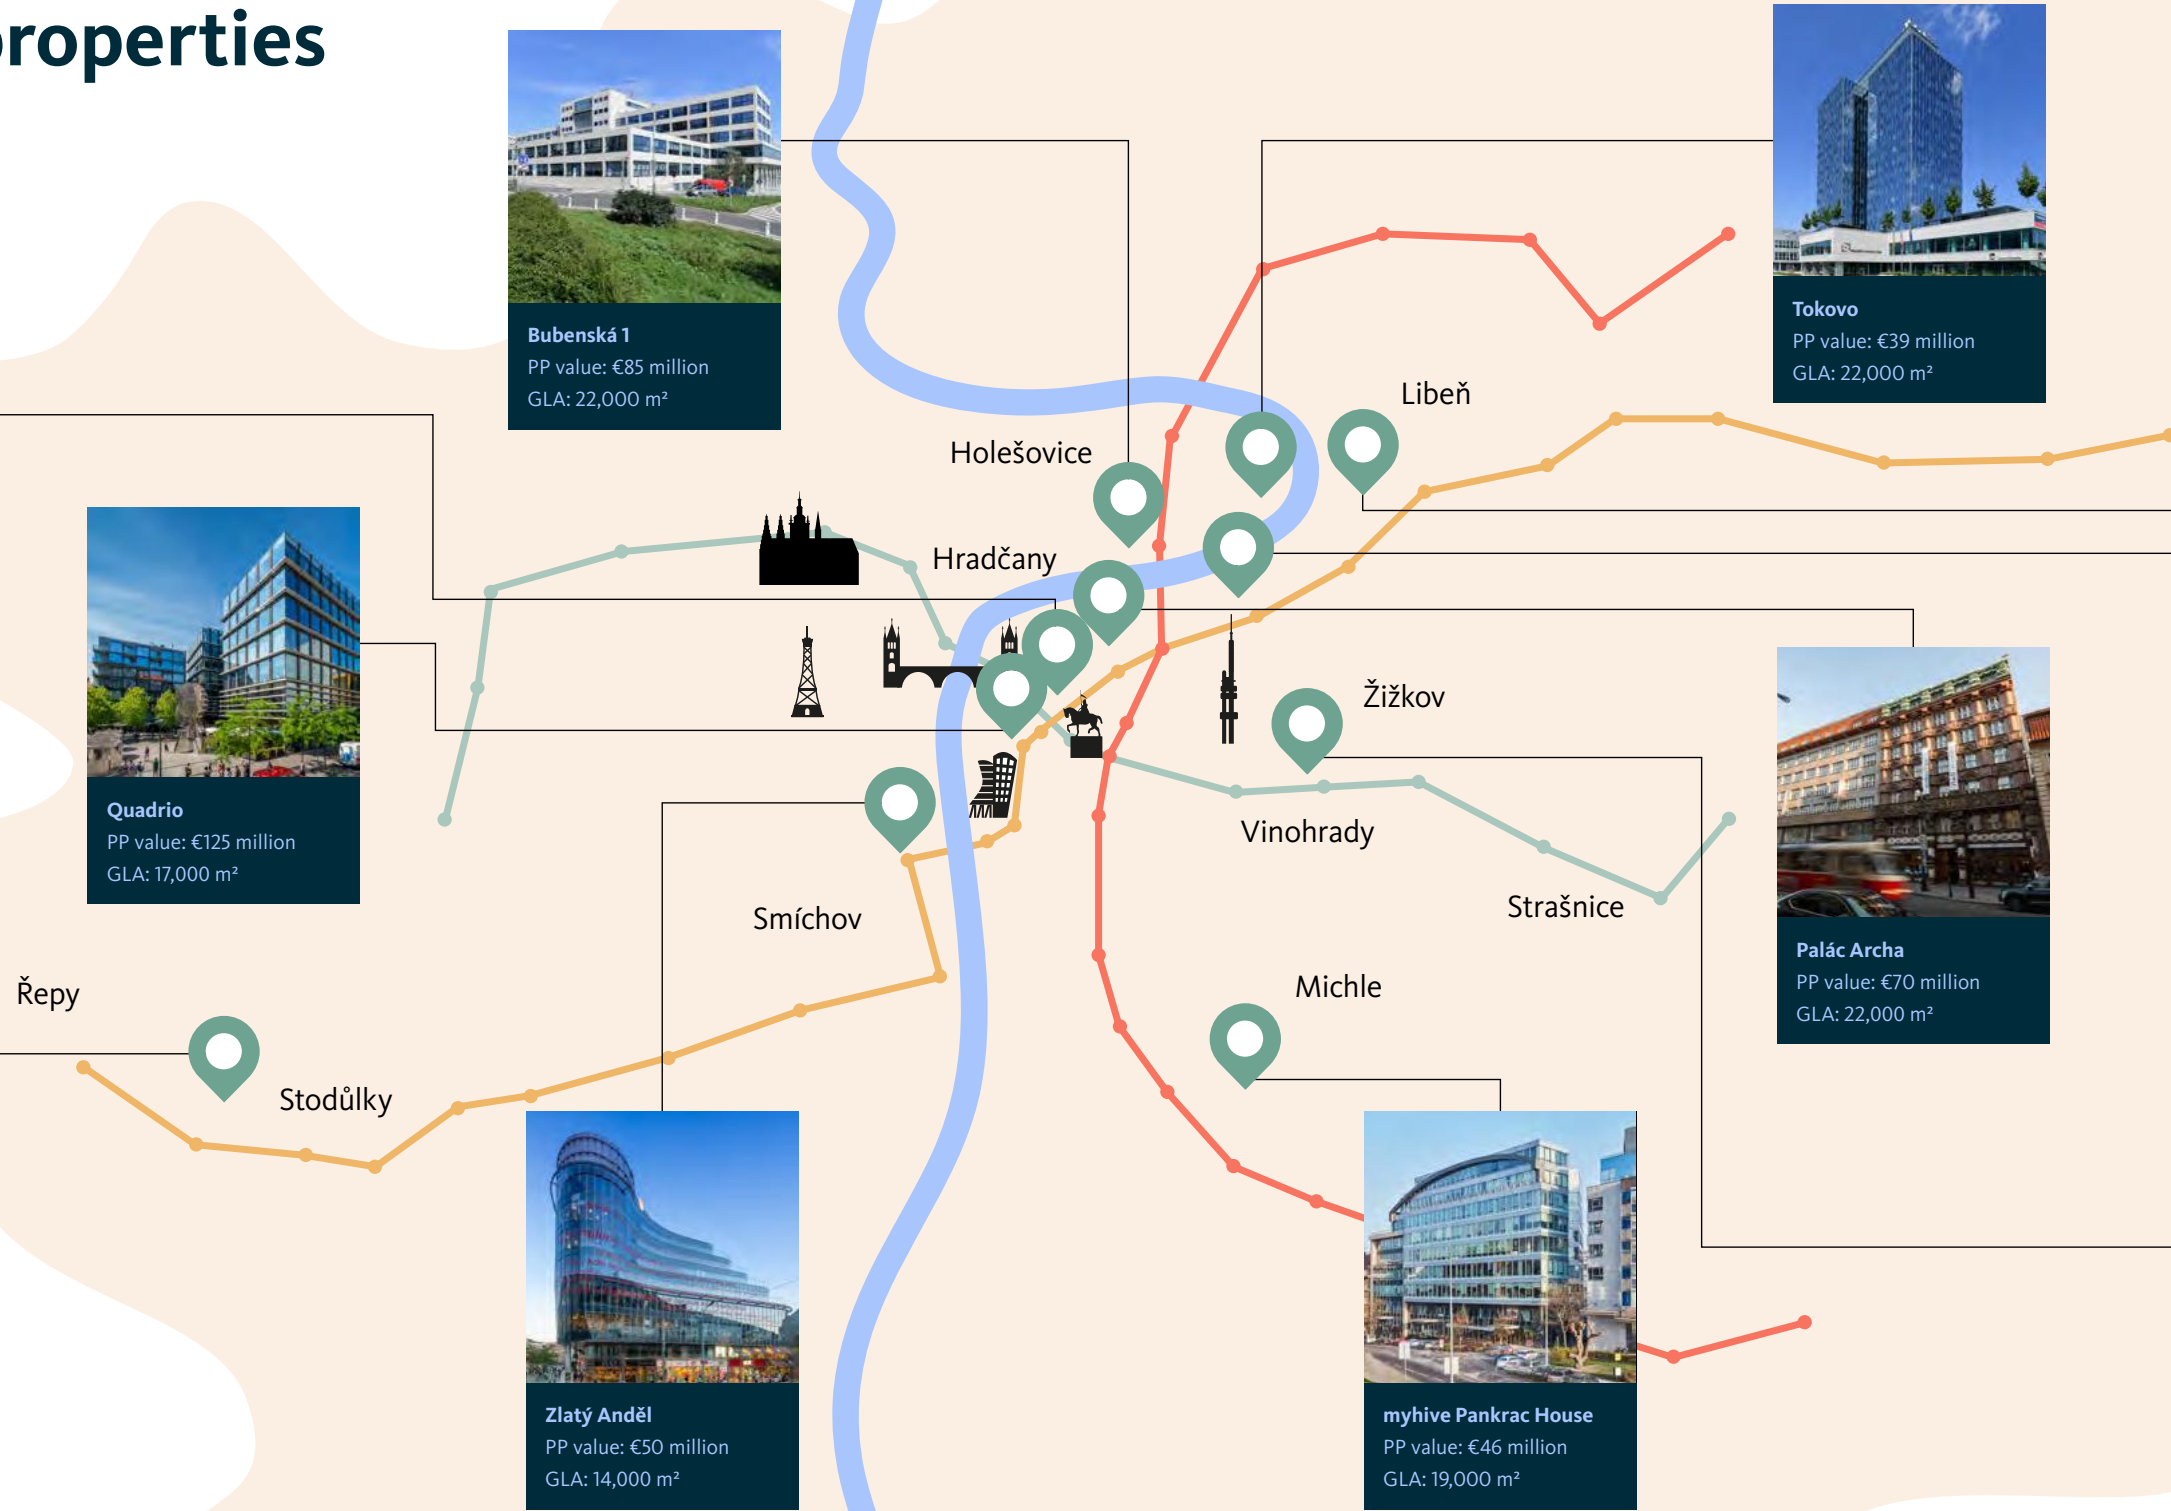 properties
Bubenská 1
PP value: €85 million
GLA: 22,000 m²
Tokovo
PP value: €39 million
GLA: 22,000 m²
Libeň
Holešovice
Hradčany
Quadrio
PP value: €125 million
GLA: 17,000 m²
Žižkov
Vinohrady
Strašnice
Smíchov
Palác Archa
PP value: €70 million
GLA: 22,000 m²
Řepy
Michle
Stodůlky
Zlatý Anděl
PP value: €50 million
GLA: 14,000 m²
myhive Pankrac House
PP value: €46 million
GLA: 19,000 m²